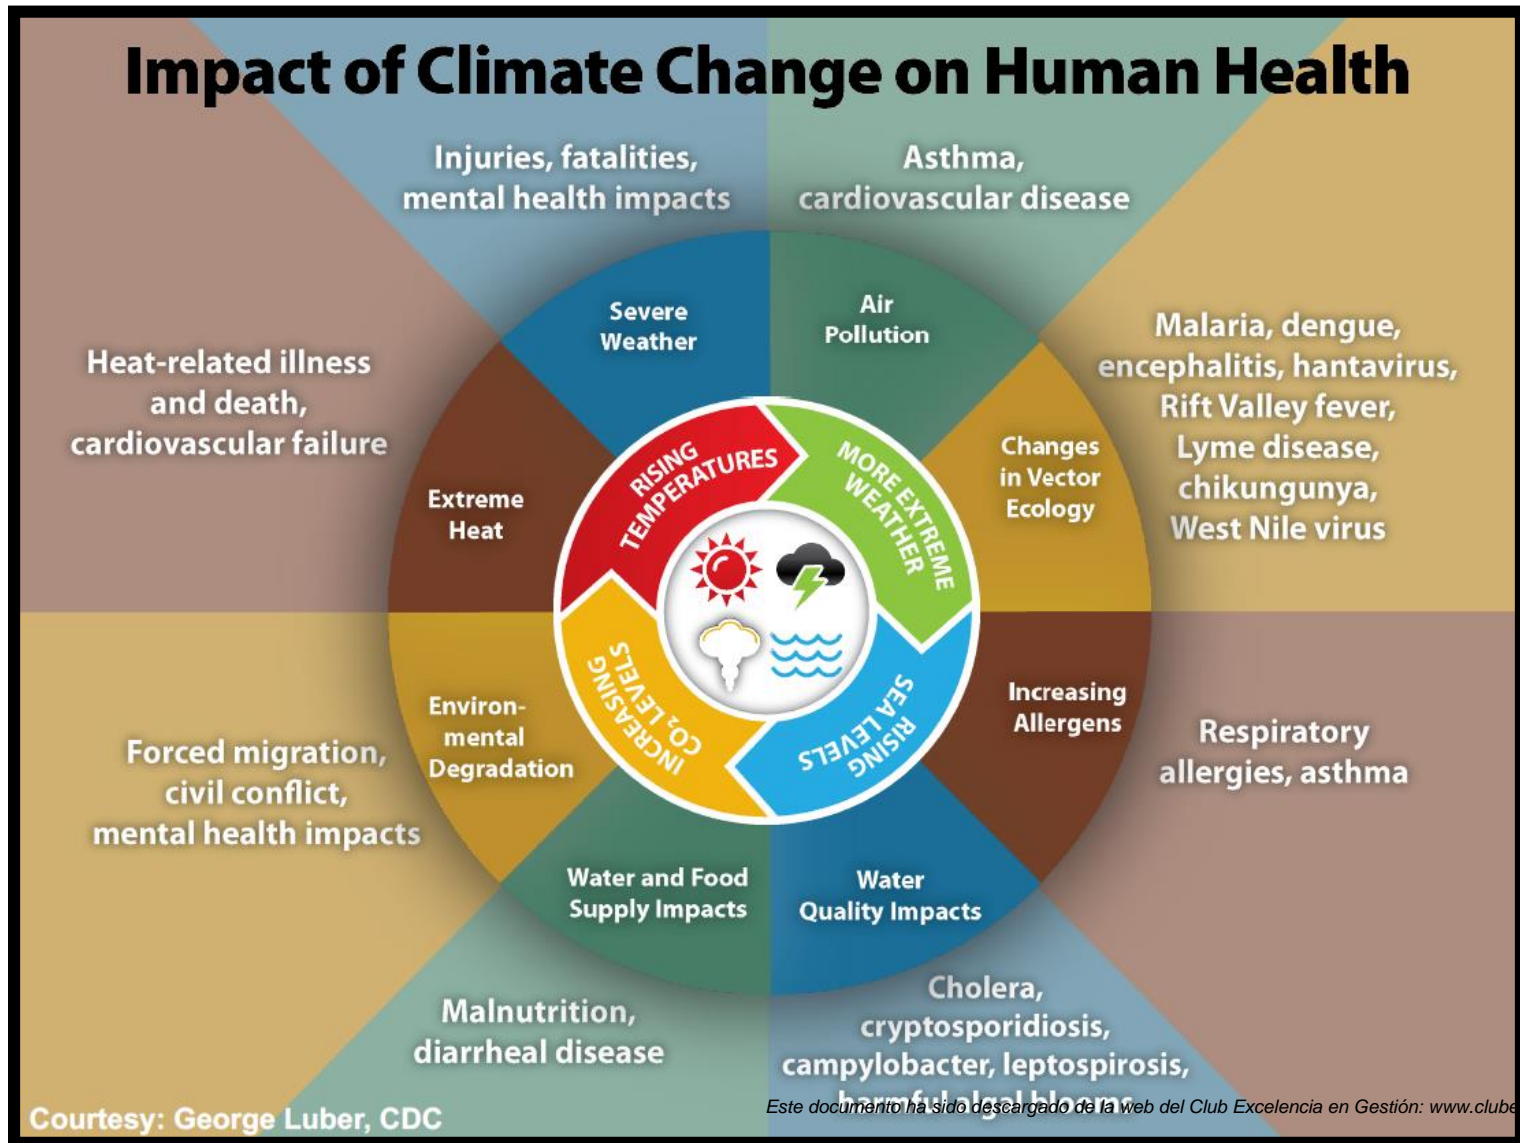 Impact of Climate Change on Human Health
Injuries, fatalities,
mental health impacts
Asthma,
cardiovascular disease
Severe
Weather
Air
Pollution
Malaria, dengue,
encephalitis, hantavirus,
Rift Valley fever,
Lyme disease,
chikungunya,
West Nile virus
Heat-related illness
and death,
cardiovascular failure
Changes
in Vector
Ecology
Extreme
Heat
RISING
TEMPERATURES
MORE EXTREME
WEATHER
INCREASING
CO₂ LEVELS
RISING
SEA LEVELS
Increasing
Allergens
Environ-
mental
Degradation
Respiratory
allergies, asthma
Forced migration,
civil conflict,
mental health impacts
Water and Food
Supply Impacts
Water
Quality Impacts
Malnutrition,
diarrheal disease
Cholera,
cryptosporidiosis,
campylobacter, leptospirosis,
harmful algal blooms
Este documento ha sido descargado de la web del Club Excelencia en Gestión: www.clube
Courtesy: George Luber, CDC